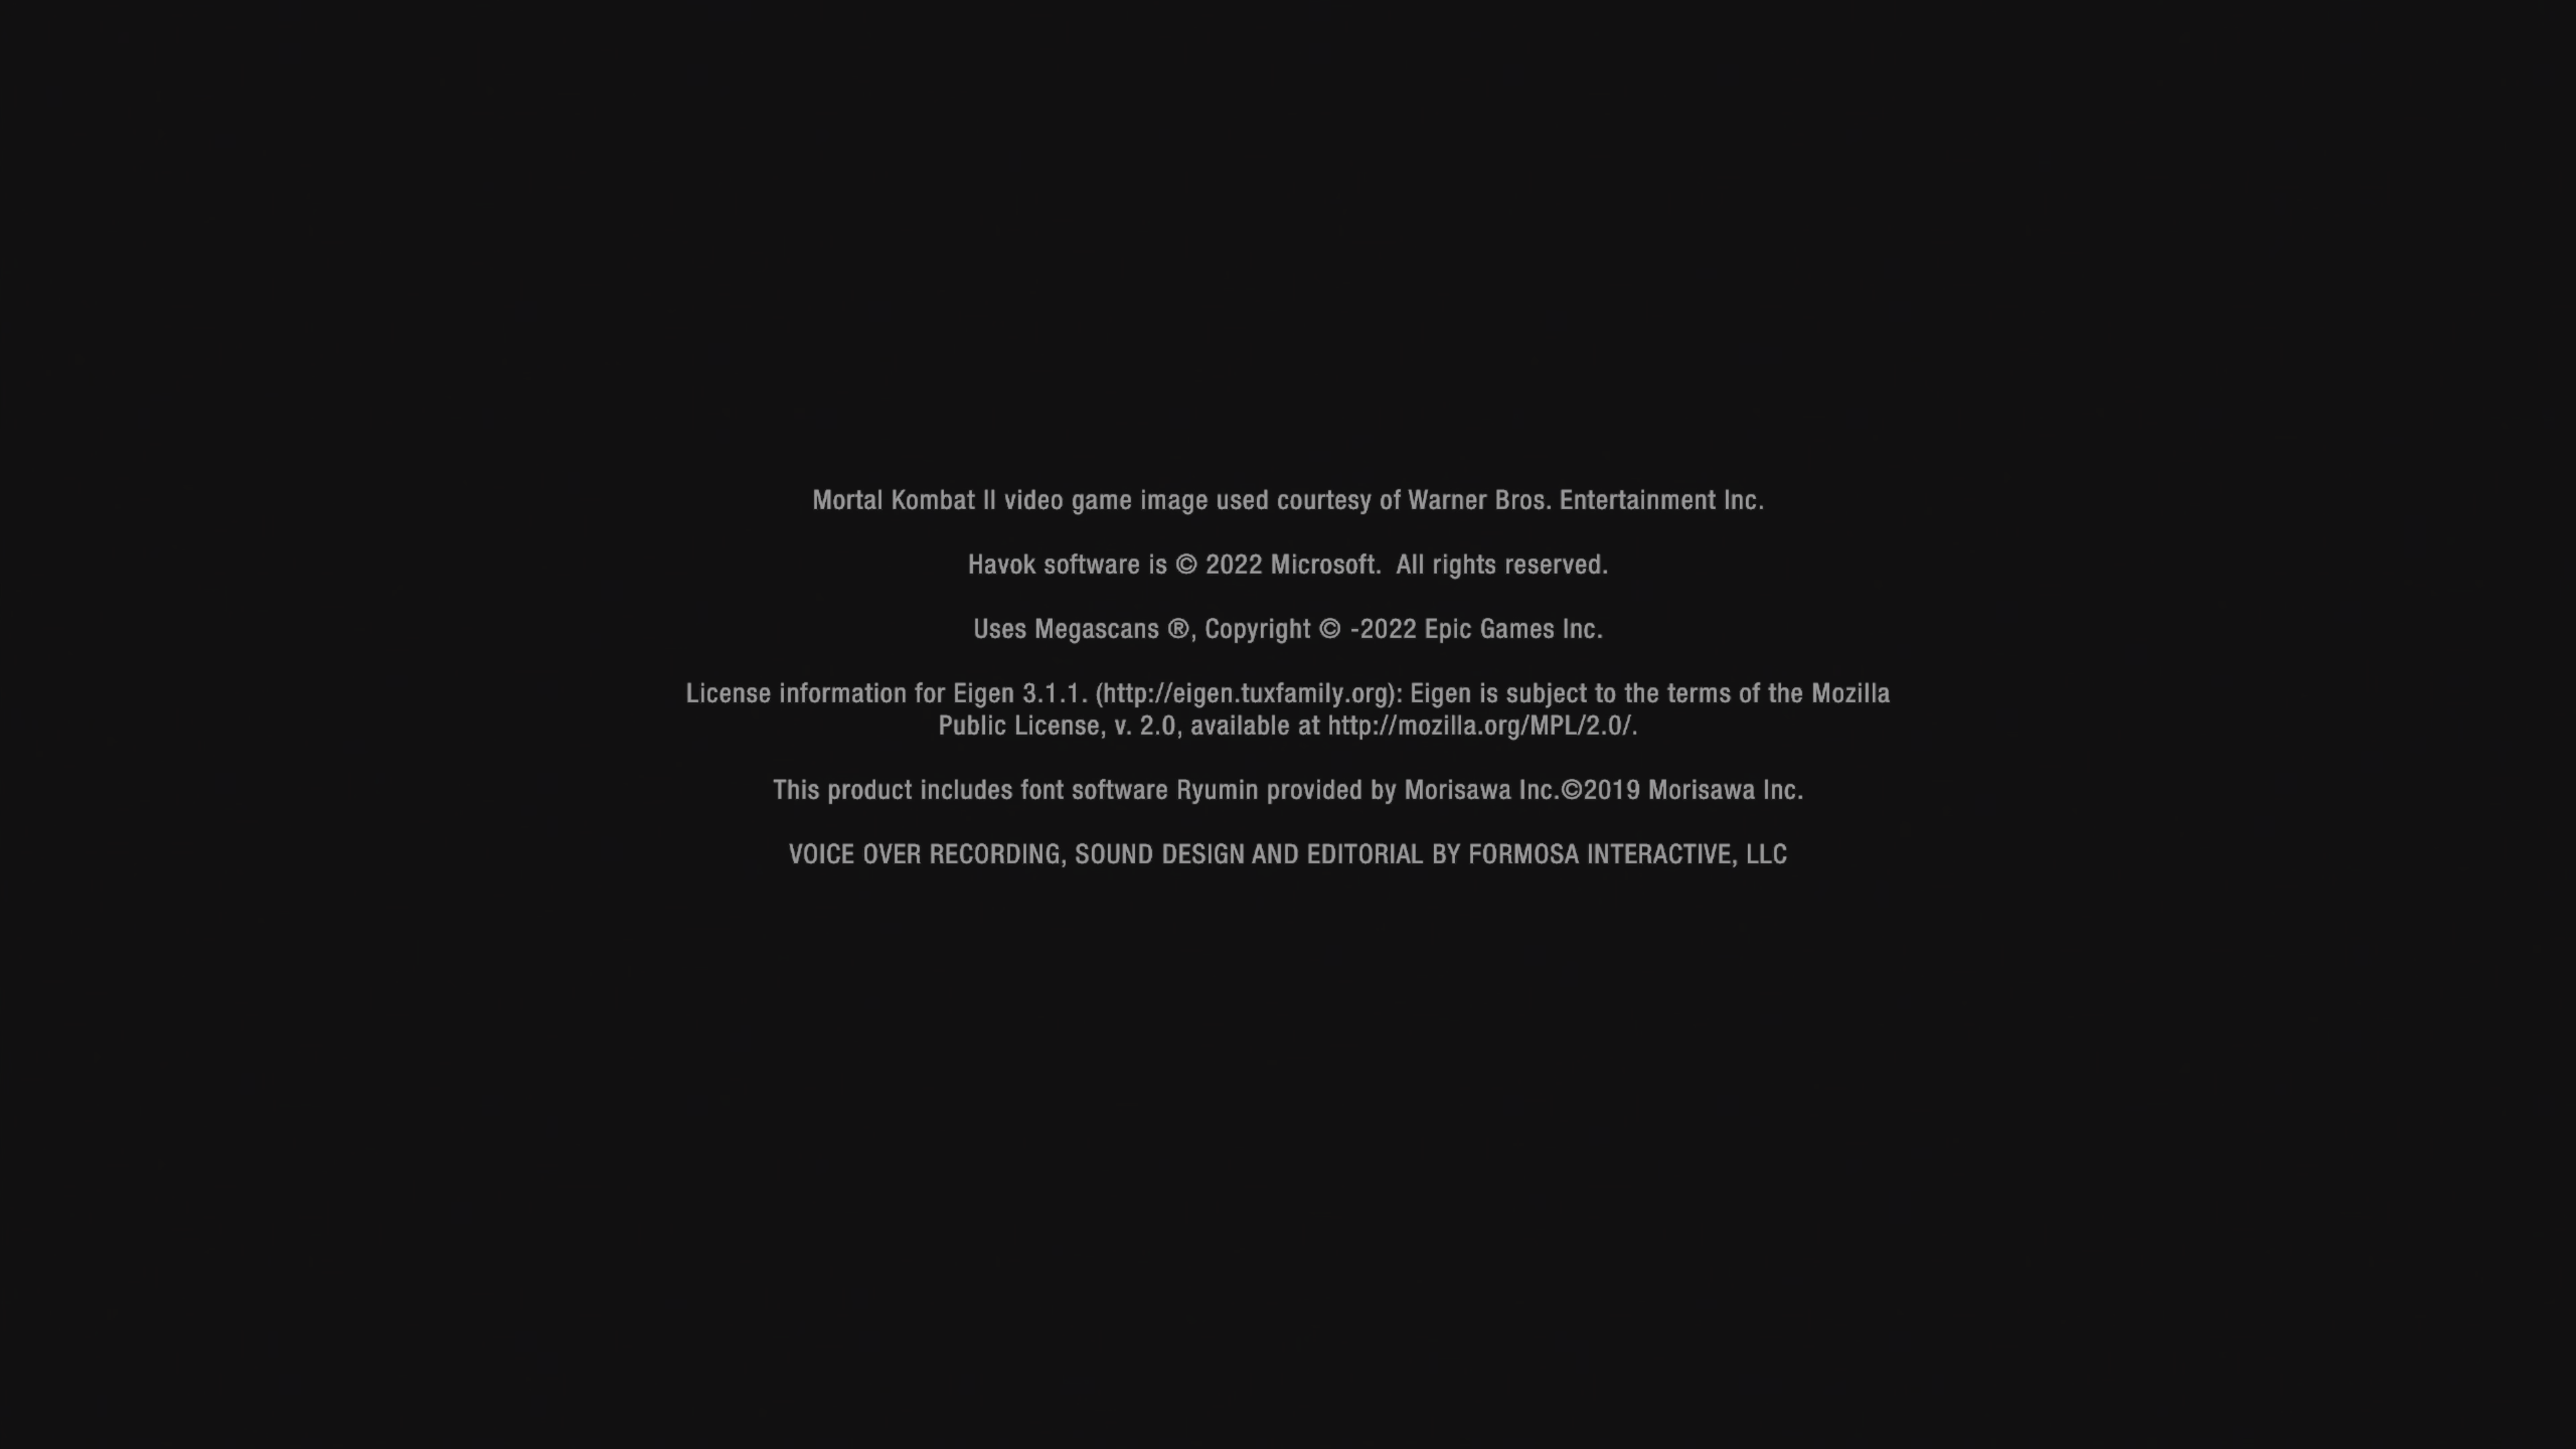 Mortal Kombat II video game image used courtesy of Warner Bros. Entertainment Inc.
Havok software is © 2022 Microsoft.  All rights reserved.
Uses Megascans ®, Copyright © -2022 Epic Games Inc.
License information for Eigen 3.1.1. (http://eigen.tuxfamily.org): Eigen is subject to the terms of the Mozilla
Public License, v. 2.0, available at http://mozilla.org/MPL/2.0/.
This product includes font software Ryumin provided by Morisawa Inc.©2019 Morisawa Inc.
VOICE OVER RECORDING, SOUND DESIGN AND EDITORIAL BY FORMOSA INTERACTIVE, LLC